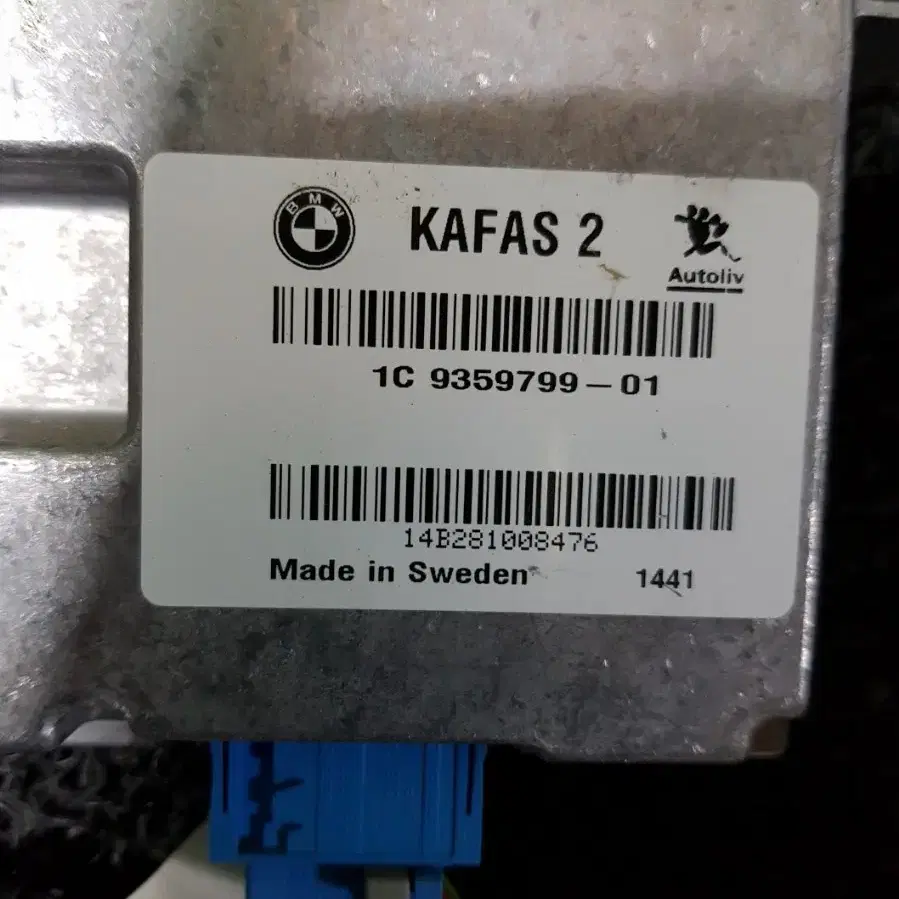 BMW
KAFAS 2
Autoliv
1C 9359799-01
14B281008476
Made in Sweden 1441